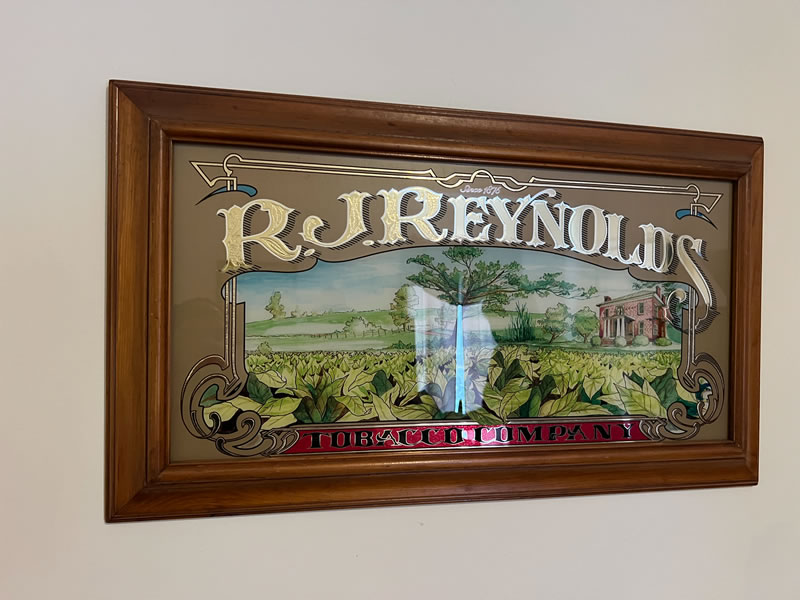 Since 1875
R.J. REYNOLDS
TOBACCO COMPANY